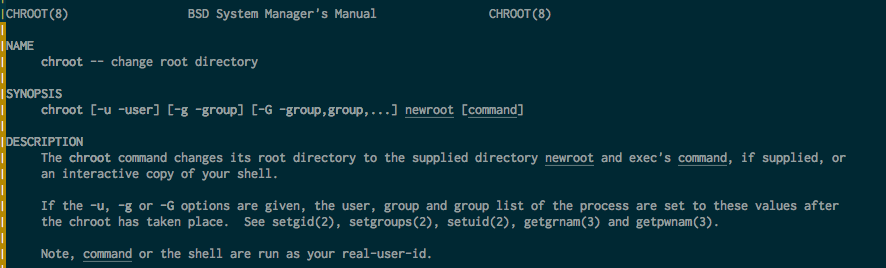 CHROOT(8) BSD System Manager's Manual CHROOT(8)
NAME
chroot -- change root directory
SYNOPSIS
chroot [-u -user] [-g -group] [-G -group,group,...] newroot [command]
DESCRIPTION
The chroot command changes its root directory to the supplied directory newroot and exec's command, if supplied, or
an interactive copy of your shell.
If the -u, -g or -G options are given, the user, group and group list of the process are set to these values after
the chroot has taken place. See setgid(2), setgroups(2), setuid(2), getgrnam(3) and getpwnam(3).
Note, command or the shell are run as your real-user-id.